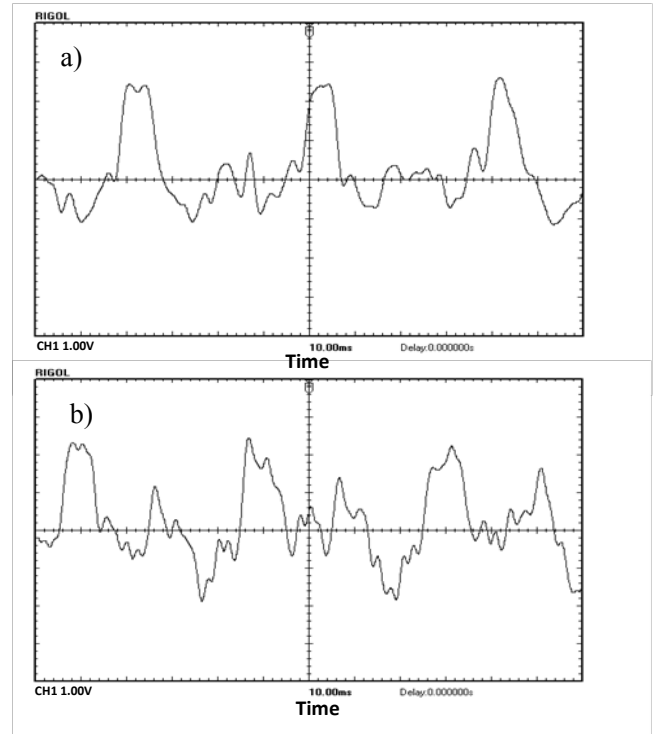 RIGOL
a)
CH1 1.00V 10.00ms Delay:0.000000s
Time
RIGOL
b)
CH1 1.00V 10.00ms Delay:0.000000s
Time